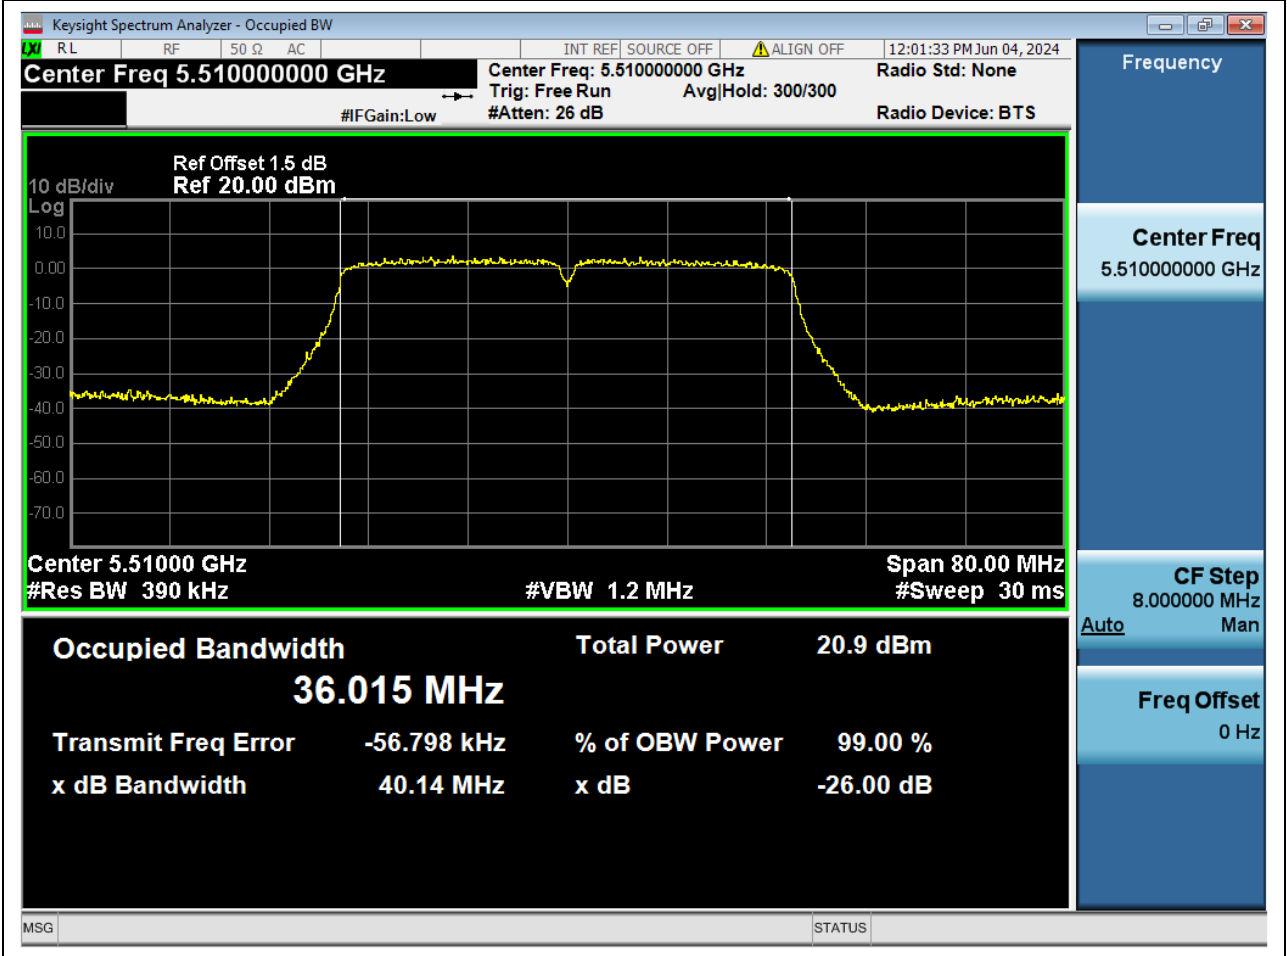 Keysight Spectrum Analyzer - Occupied BW
LXI RL RF 50 Ω AC INT REF SOURCE OFF ALIGN OFF 12:01:33 PM Jun 04, 2024
Center Freq 5.510000000 GHz
Center Freq: 5.510000000 GHz
Radio Std: None
Trig: Free Run Avg|Hold: 300/300
#IFGain:Low
#Atten: 26 dB
Radio Device: BTS
Ref Offset 1.5 dB
10 dB/div Ref 20.00 dBm
Log
10.0
0.00
-10.0
-20.0
-30.0
-40.0
-50.0
-60.0
-70.0
Center 5.51000 GHz Span 80.00 MHz
#Res BW 390 kHz #VBW 1.2 MHz #Sweep 30 ms
Occupied Bandwidth Total Power 20.9 dBm
36.015 MHz
Transmit Freq Error -56.798 kHz % of OBW Power 99.00 %
x dB Bandwidth 40.14 MHz x dB -26.00 dB
MSG STATUS
Frequency
Center Freq
5.510000000 GHz
CF Step
8.000000 MHz
Auto Man
Freq Offset
0 Hz